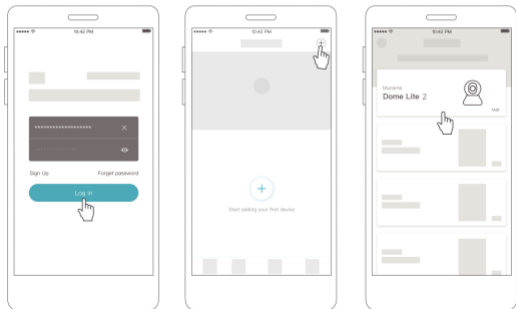 10:42 PM
Sign Up Forget password
Log in
10:42 PM
Start adding your first device
10:42 PM
Dome Lite 2